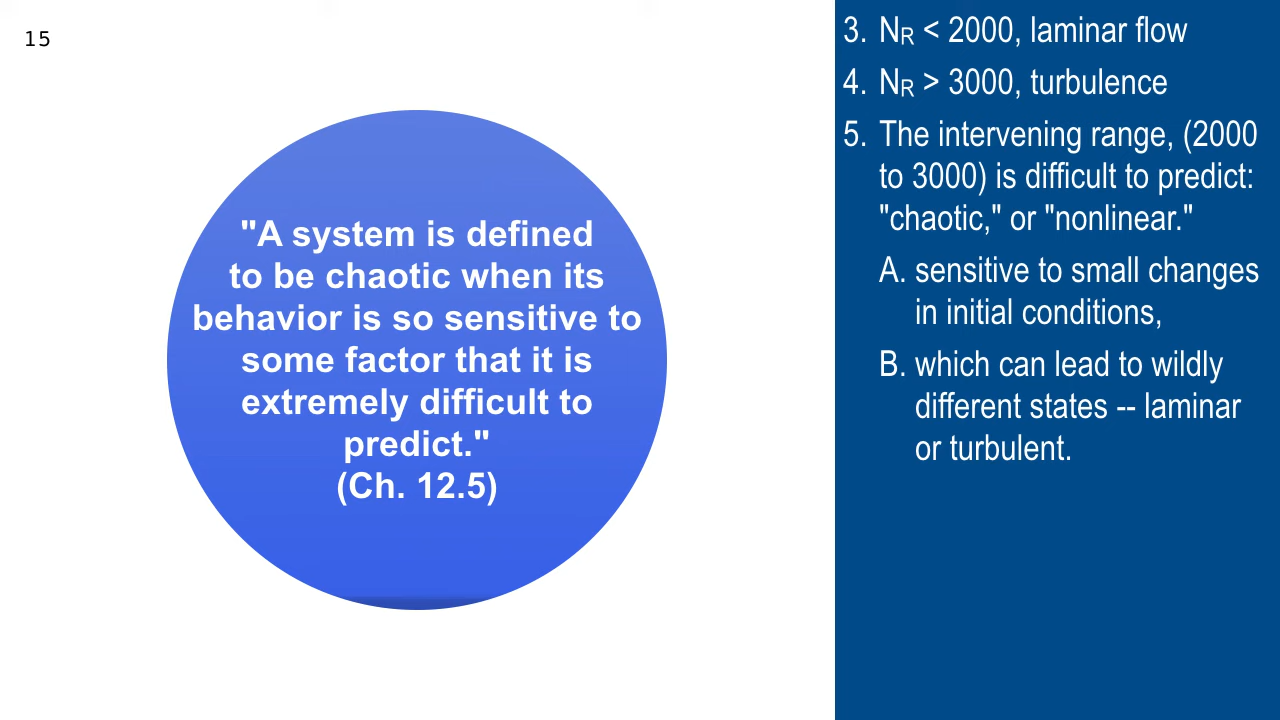 15
"A system is defined
to be chaotic when its
behavior is so sensitive to
some factor that it is
extremely difficult to
predict."
(Ch. 12.5)
3. NR < 2000, laminar flow
4. NR > 3000, turbulence
5. The intervening range, (2000
to 3000) is difficult to predict:
"chaotic," or "nonlinear."
A. sensitive to small changes
in initial conditions,
B. which can lead to wildly
different states -- laminar
or turbulent.